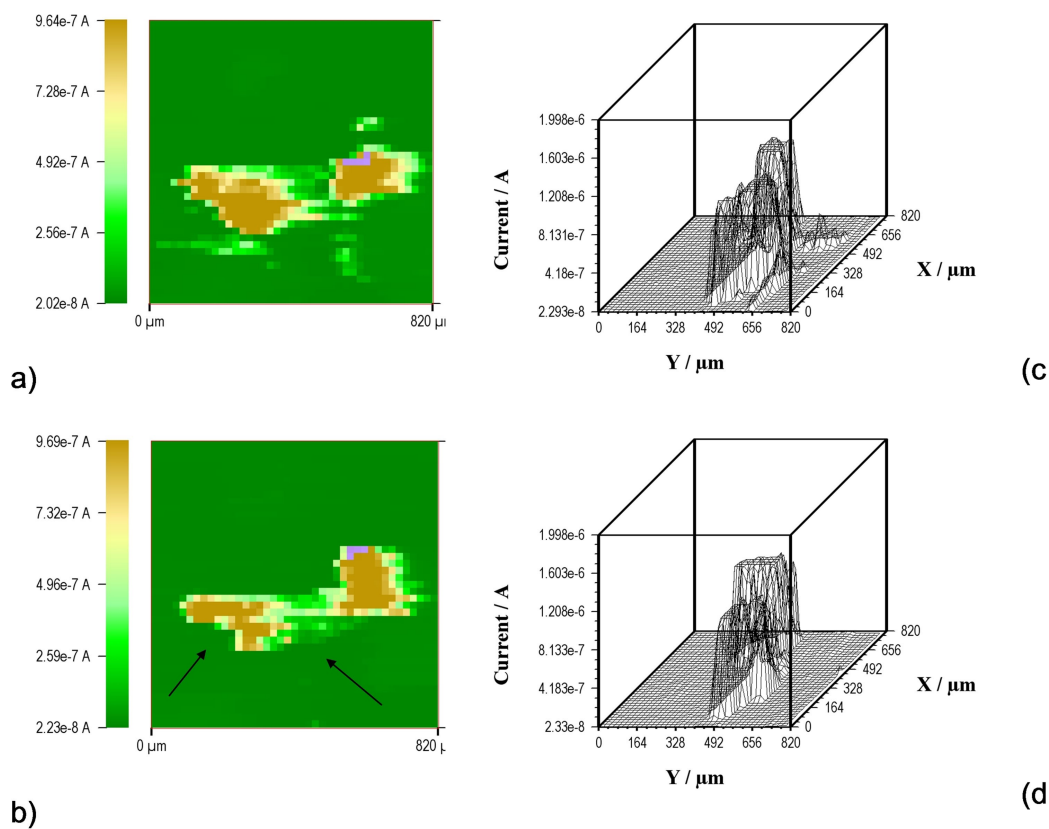 9.64e-7 A
7.28e-7 A
4.92e-7 A
2.56e-7 A
2.02e-8 A
0 µm
820 µ
a)
1.998e-6
1.603e-6
1.208e-6
8.131e-7
4.18e-7
2.293e-8
Current / A
0 164 328 492 656 820
Y / µm
0
164
328
492
656
820
X / µm
(c
9.69e-7 A
7.32e-7 A
4.96e-7 A
2.59e-7 A
2.23e-8 A
0 µm
820 µ
b)
1.998e-6
1.603e-6
1.208e-6
8.133e-7
4.183e-7
2.33e-8
Current / A
0 164 328 492 656 820
Y / µm
0
164
328
492
656
820
X / µm
(d